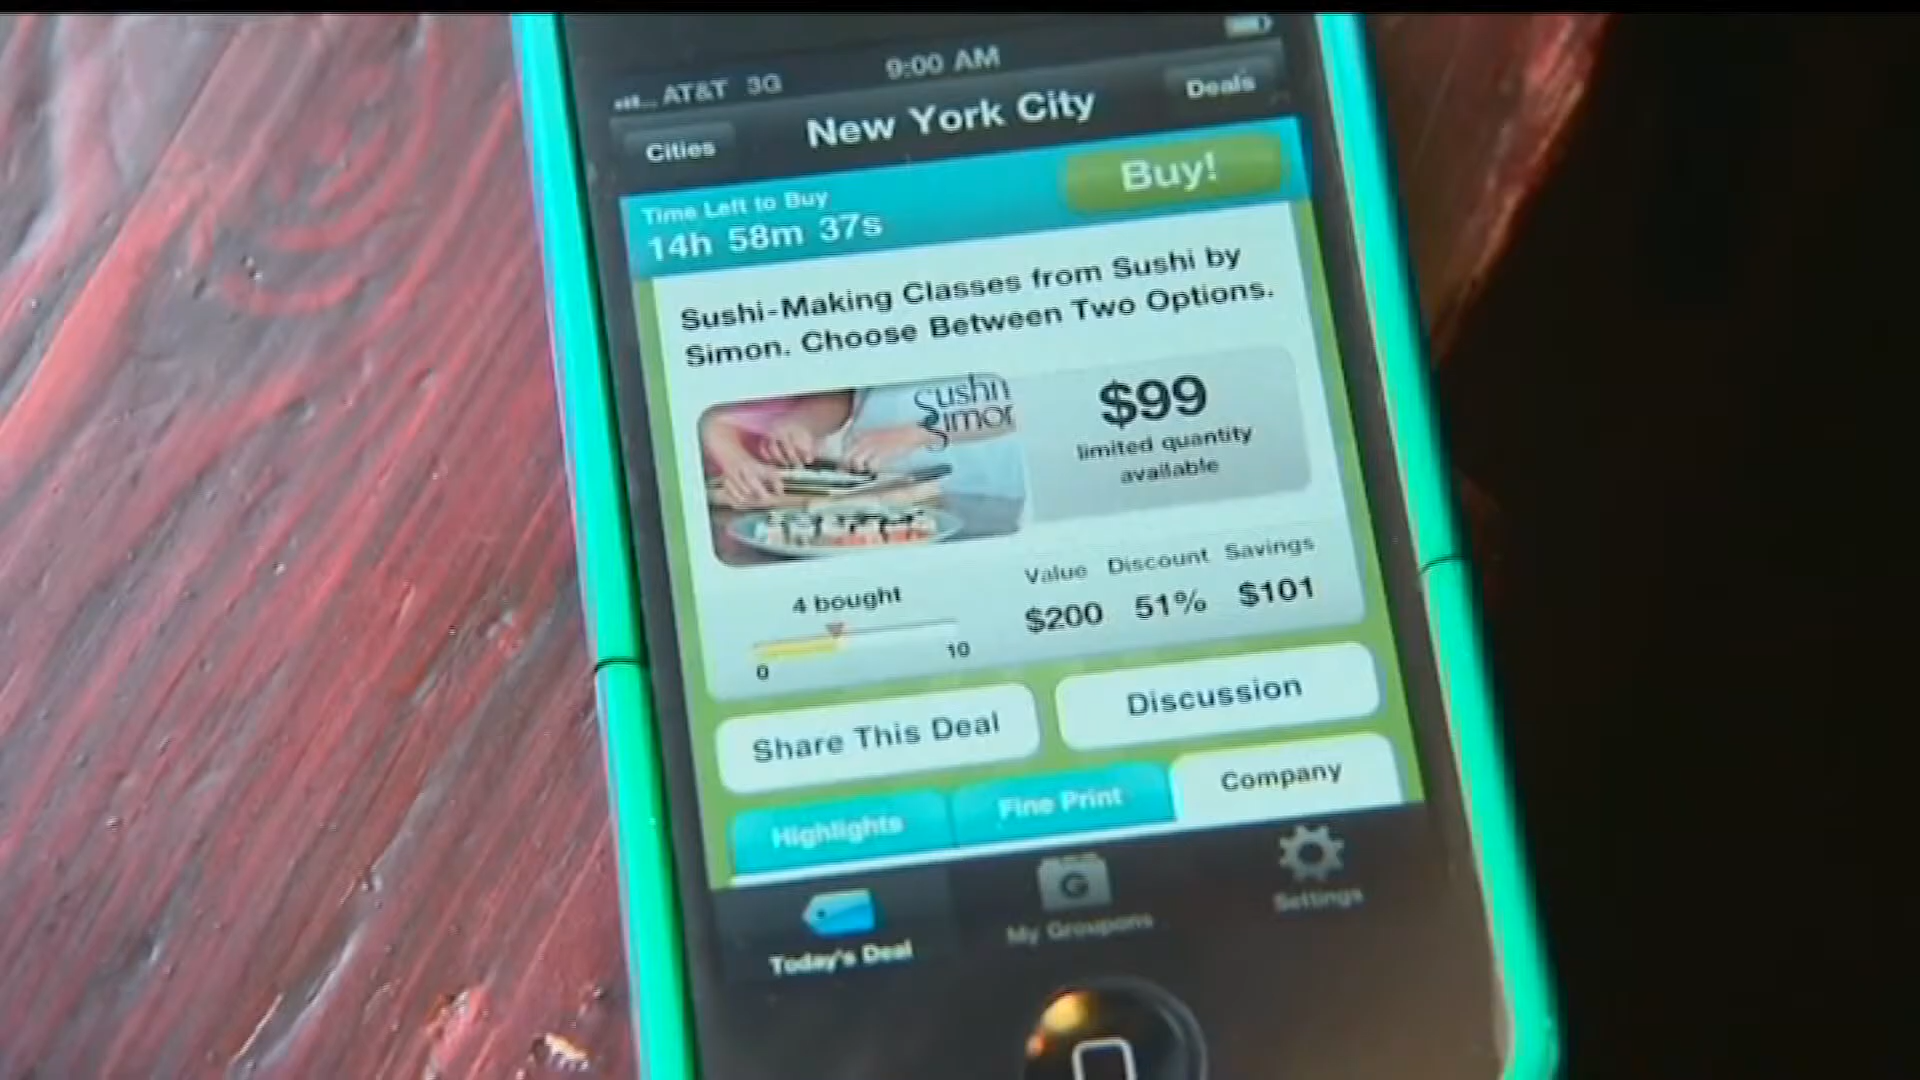 AT&T 3G 9:00 AM
Cities New York City Deals
Time Left to Buy
14h 58m 37s
Buy!
Sushi-Making Classes from Sushi by
Simon. Choose Between Two Options.
$99
limited quantity
available
4 bought
0 10
Value Discount Savings
$200 51% $101
Share This Deal
Discussion
Highlights Fine Print Company
Today's Deal My Groupons Settings